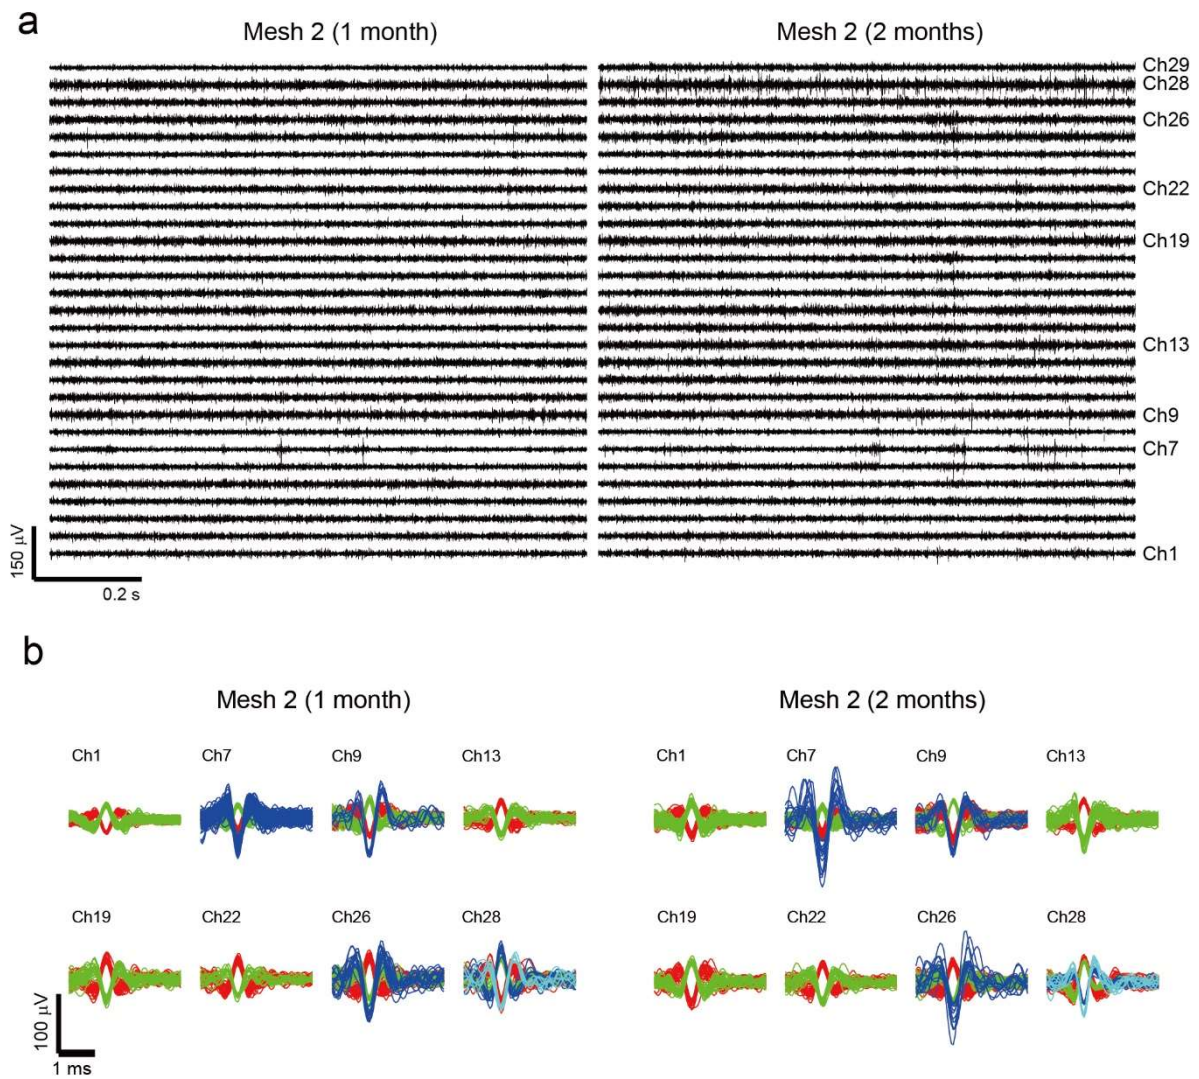 a
Mesh 2 (1 month)
Mesh 2 (2 months)
Ch29
Ch28
Ch26
Ch22
Ch19
Ch13
Ch9
Ch7
Ch1
150 μV
0.2 s
b
Mesh 2 (1 month)
Mesh 2 (2 months)
Ch1 Ch7 Ch9 Ch13 Ch1 Ch7 Ch9 Ch13
Ch19 Ch22 Ch26 Ch28 Ch19 Ch22 Ch26 Ch28
100 μV
1 ms